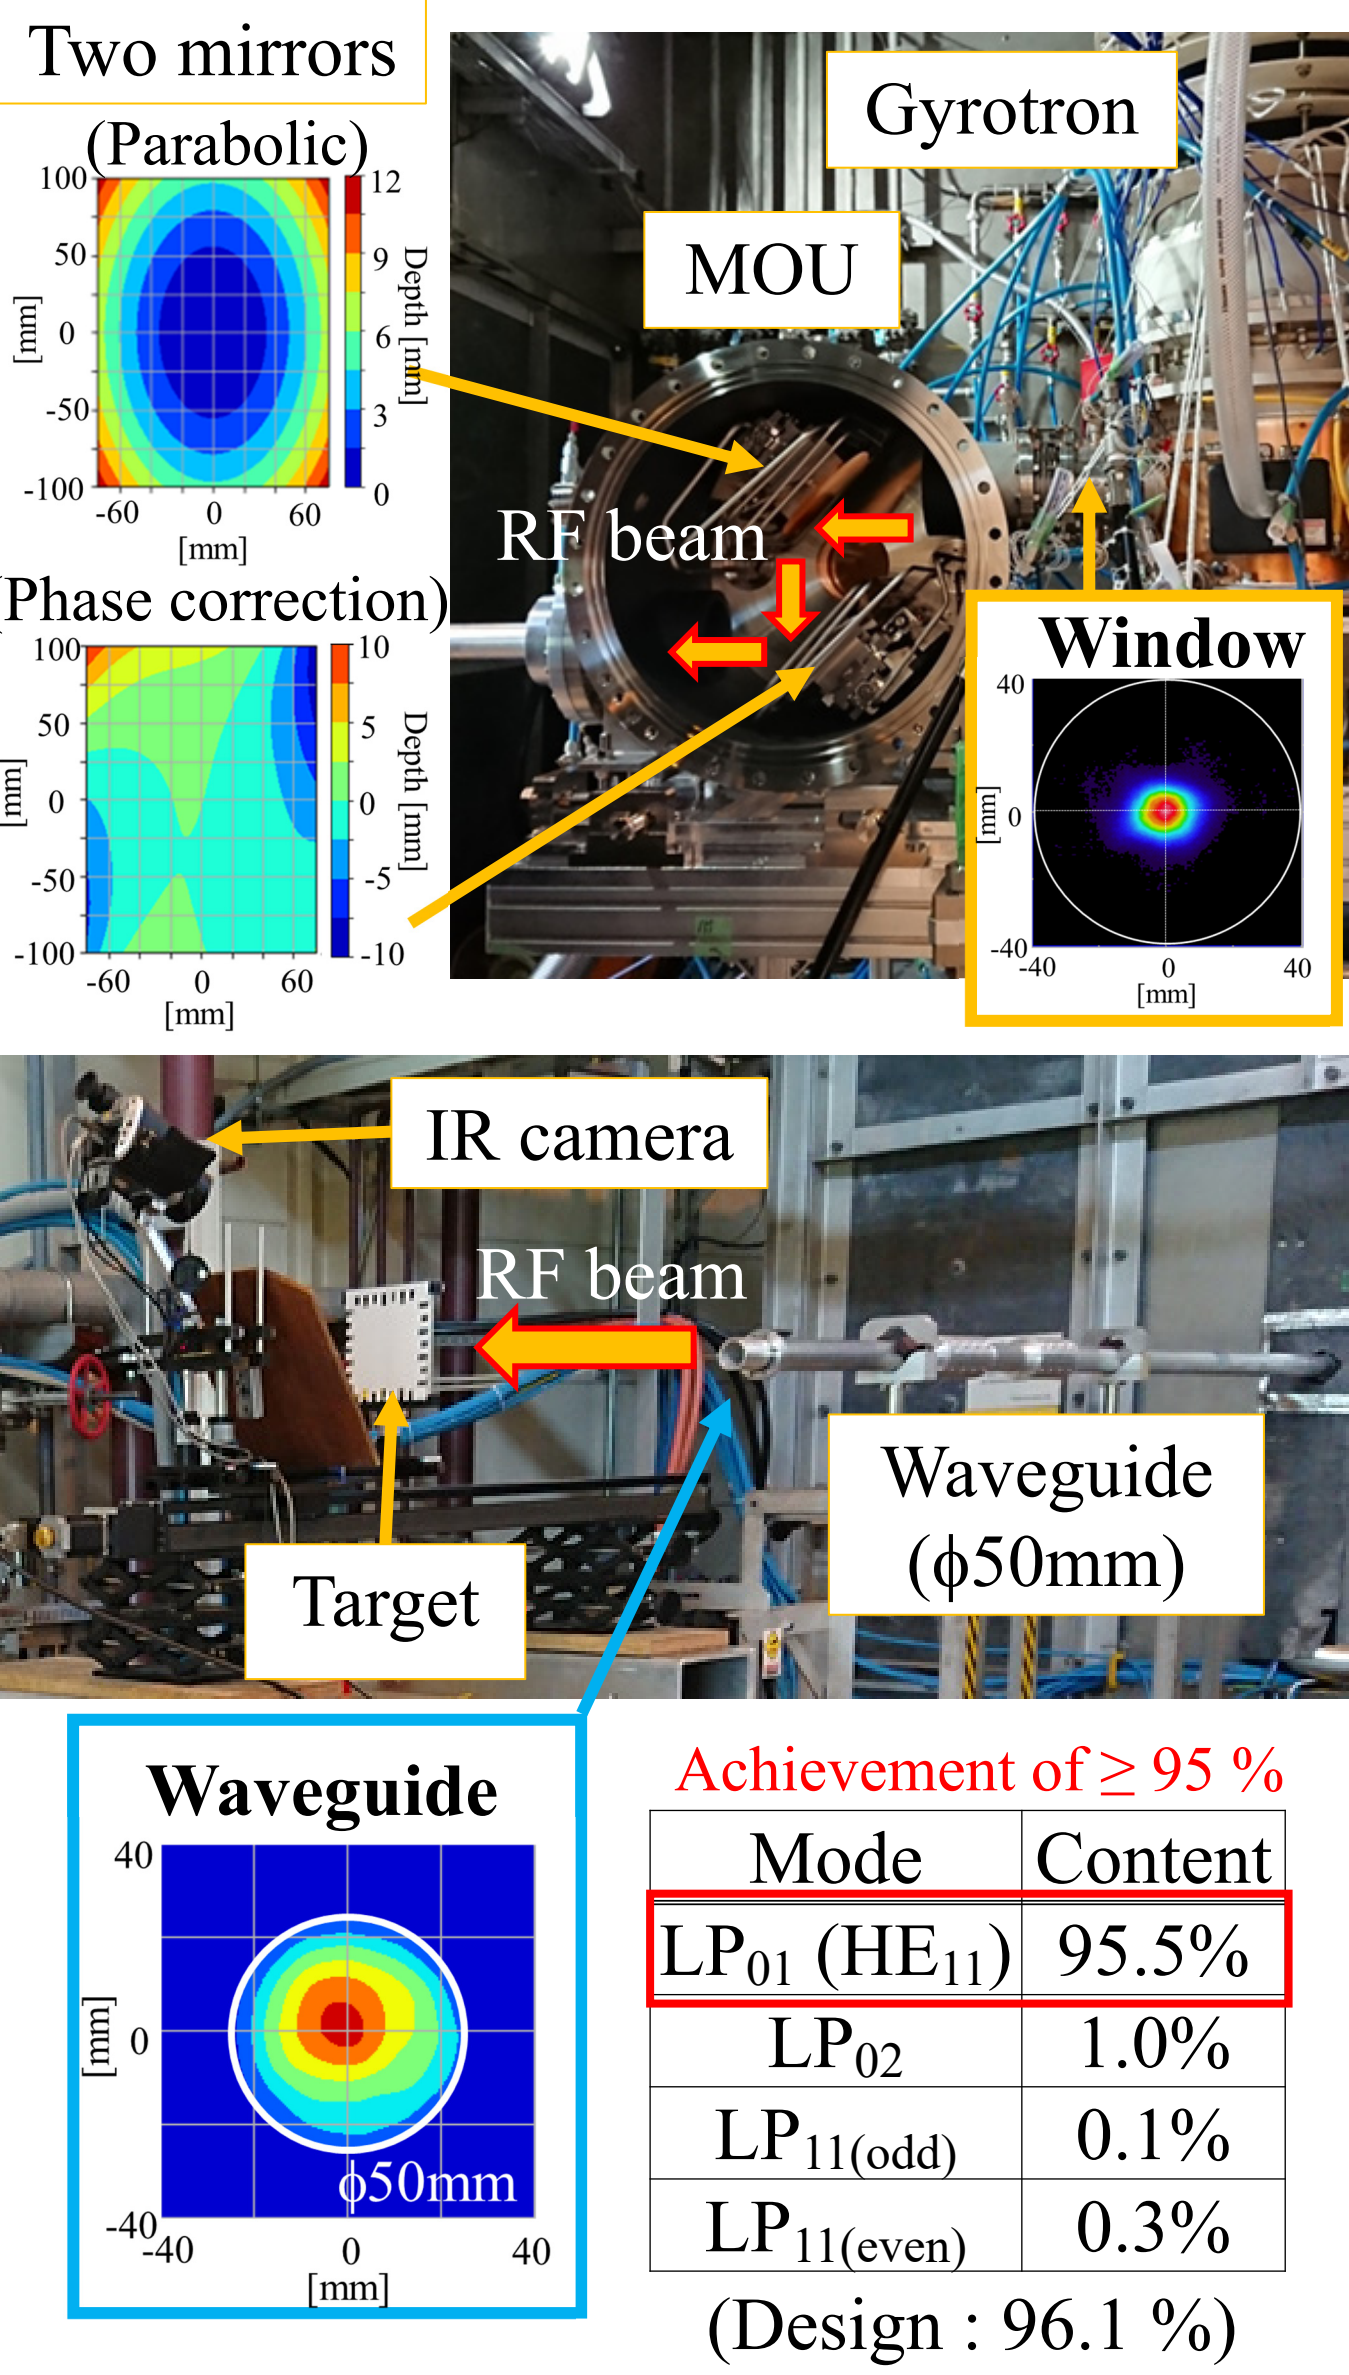 Two mirrors
(Parabolic)
100
50
0
-50
-100
[mm]
-60 0 60
[mm]
12
9
6
3
0
Depth [mm]
(Phase correction)
100
50
0
-50
-100
[mm]
-60 0 60
[mm]
10
5
0
-5
-10
Depth [mm]
Gyrotron
MOU
RF beam
Window
40
0
-40
[mm]
-40 0 40
[mm]
IR camera
RF beam
Waveguide
(ϕ50mm)
Target
Waveguide
40
0
-40
[mm]
ϕ50mm
-40 0 40
[mm]
Achievement of ≥ 95 %
Mode Content
LP01 (HE11) 95.5%
LP02 1.0%
LP11(odd) 0.1%
LP11(even) 0.3%
(Design : 96.1 %)